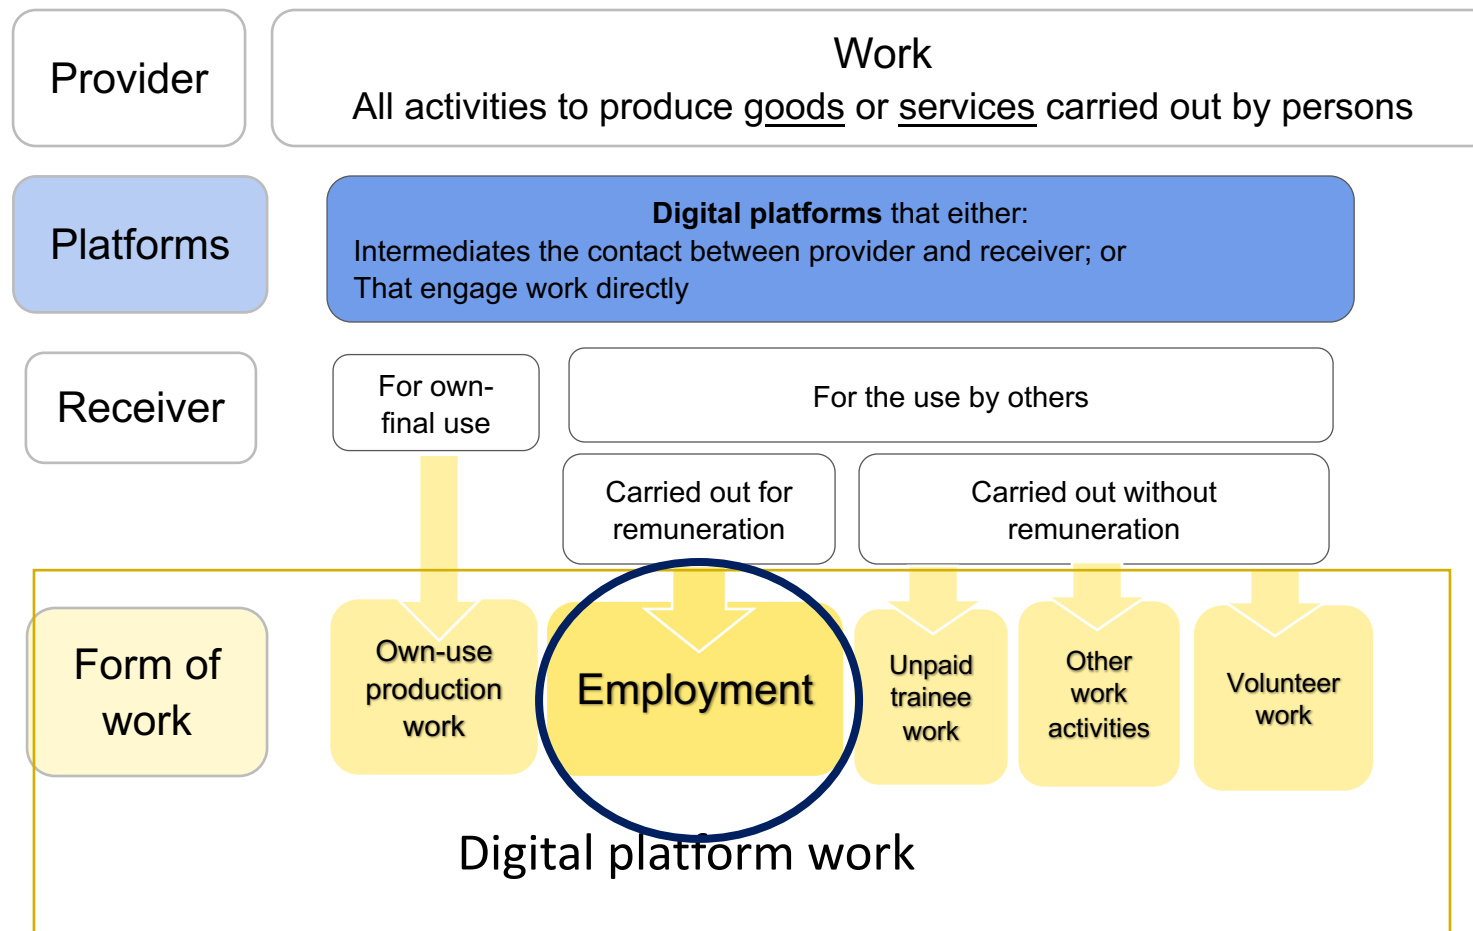 Provider
Work
All activities to produce goods or services carried out by persons
Platforms
Digital platforms that either:
Intermediates the contact between provider and receiver; or
That engage work directly
Receiver
For own-
final use
For the use by others
Carried out for
remuneration
Carried out without
remuneration
Form of
work
Own-use
production
work
Employment
Unpaid
trainee
work
Other
work
activities
Volunteer
work
Digital platform work